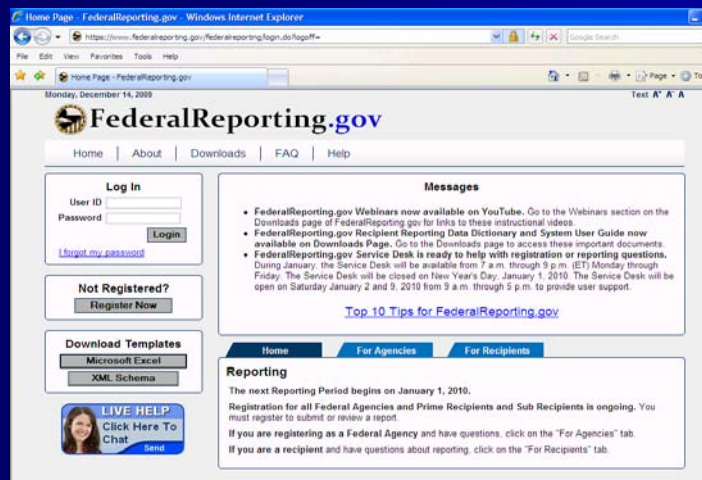 Home Page - FederalReporting.gov - Windows Internet Explorer
https://www.federalreporting.gov/federalreporting/login.do?logoff=
Google Search
File Edit View Favorites Tools Help
Home Page - FederalReporting.gov
Page
Monday, December 14, 2009
Text A+ A- A
FederalReporting.gov
Home | About | Downloads | FAQ | Help
Log In
User ID
Password
Login
I forgot my password
Not Registered?
Register Now
Download Templates
Microsoft Excel
XML Schema
LIVE HELP
Click Here To
Chat
Send
Messages
• FederalReporting.gov Webinars now available on YouTube. Go to the Webinars section on the
Downloads page of FederalReporting.gov for links to these instructional videos.
• FederalReporting.gov Recipient Reporting Data Dictionary and System User Guide now
available on Downloads Page. Go to the Downloads page to access these important documents.
• FederalReporting.gov Service Desk is ready to help with registration or reporting questions.
During January, the Service Desk will be available from 7 a.m. through 9 p.m. (ET) Monday through
Friday. The Service Desk will be closed on New Year's Day, January 1, 2010. The Service Desk will be
open on Saturday January 2 and 9, 2010 from 9 a.m. through 5 p.m. to provide user support.
Top 10 Tips for FederalReporting.gov
Home For Agencies For Recipients
Reporting
The next Reporting Period begins on January 1, 2010.
Registration for all Federal Agencies and Prime Recipients and Sub Recipients is ongoing. You
must register to submit or review a report.
If you are registering as a Federal Agency and have questions, click on the "For Agencies" tab.
If you are a recipient and have questions about reporting, click on the "For Recipients" tab.